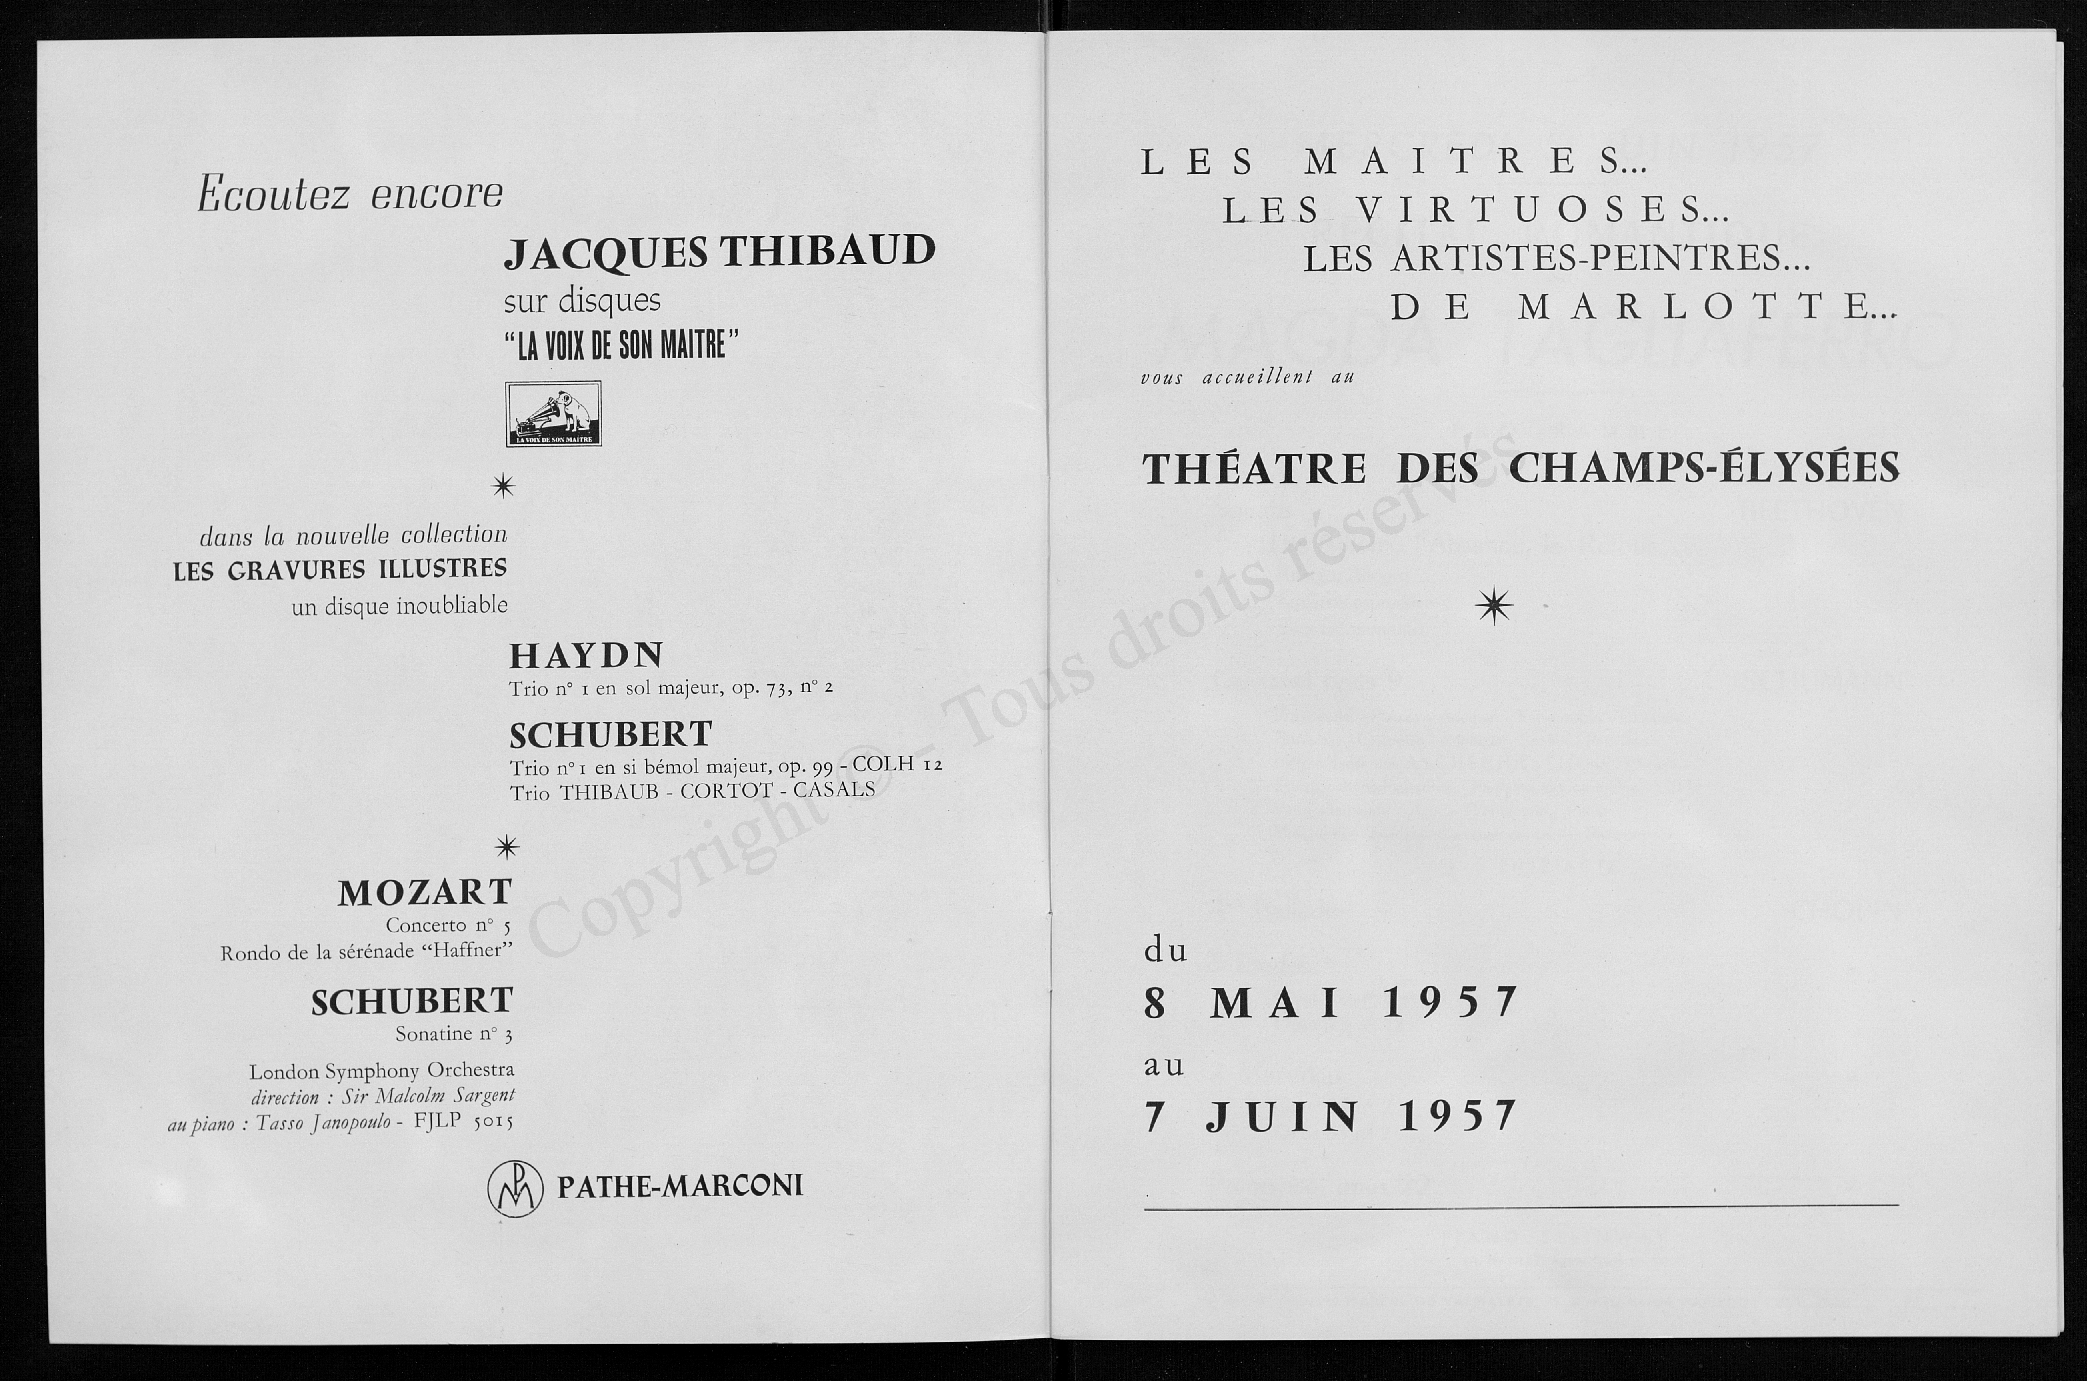 Ecoutez encore
JACQUES THIBAUD
sur disques
“LA VOIX DE SON MAITRE”
LA VOIX DE SON MAITRE
dans la nouvelle collection
LES GRAVURES ILLUSTRES
un disque inoubliable
HAYDN
Trio n° 1 en sol majeur, op. 73, n° 2
SCHUBERT
Trio n° 1 en si bémol majeur, op. 99 - COLH 12
Trio THIBAUB - CORTOT - CASALS
MOZART
Concerto n° 5
Rondo de la sérénade “Haffner”
SCHUBERT
Sonatine n° 3
London Symphony Orchestra
direction : Sir Malcolm Sargent
au piano : Tasso Janopoulo - FJLP 5015
PM PATHE-MARCONI
LES MAITRES...
LES VIRTUOSES...
LES ARTISTES-PEINTRES...
DE MARLOTTE...
vous accueillent au
THÉATRE DES CHAMPS-ÉLYSÉES
du
8 MAI 1957
au
7 JUIN 1957
Copyright © - Tous droits réservés